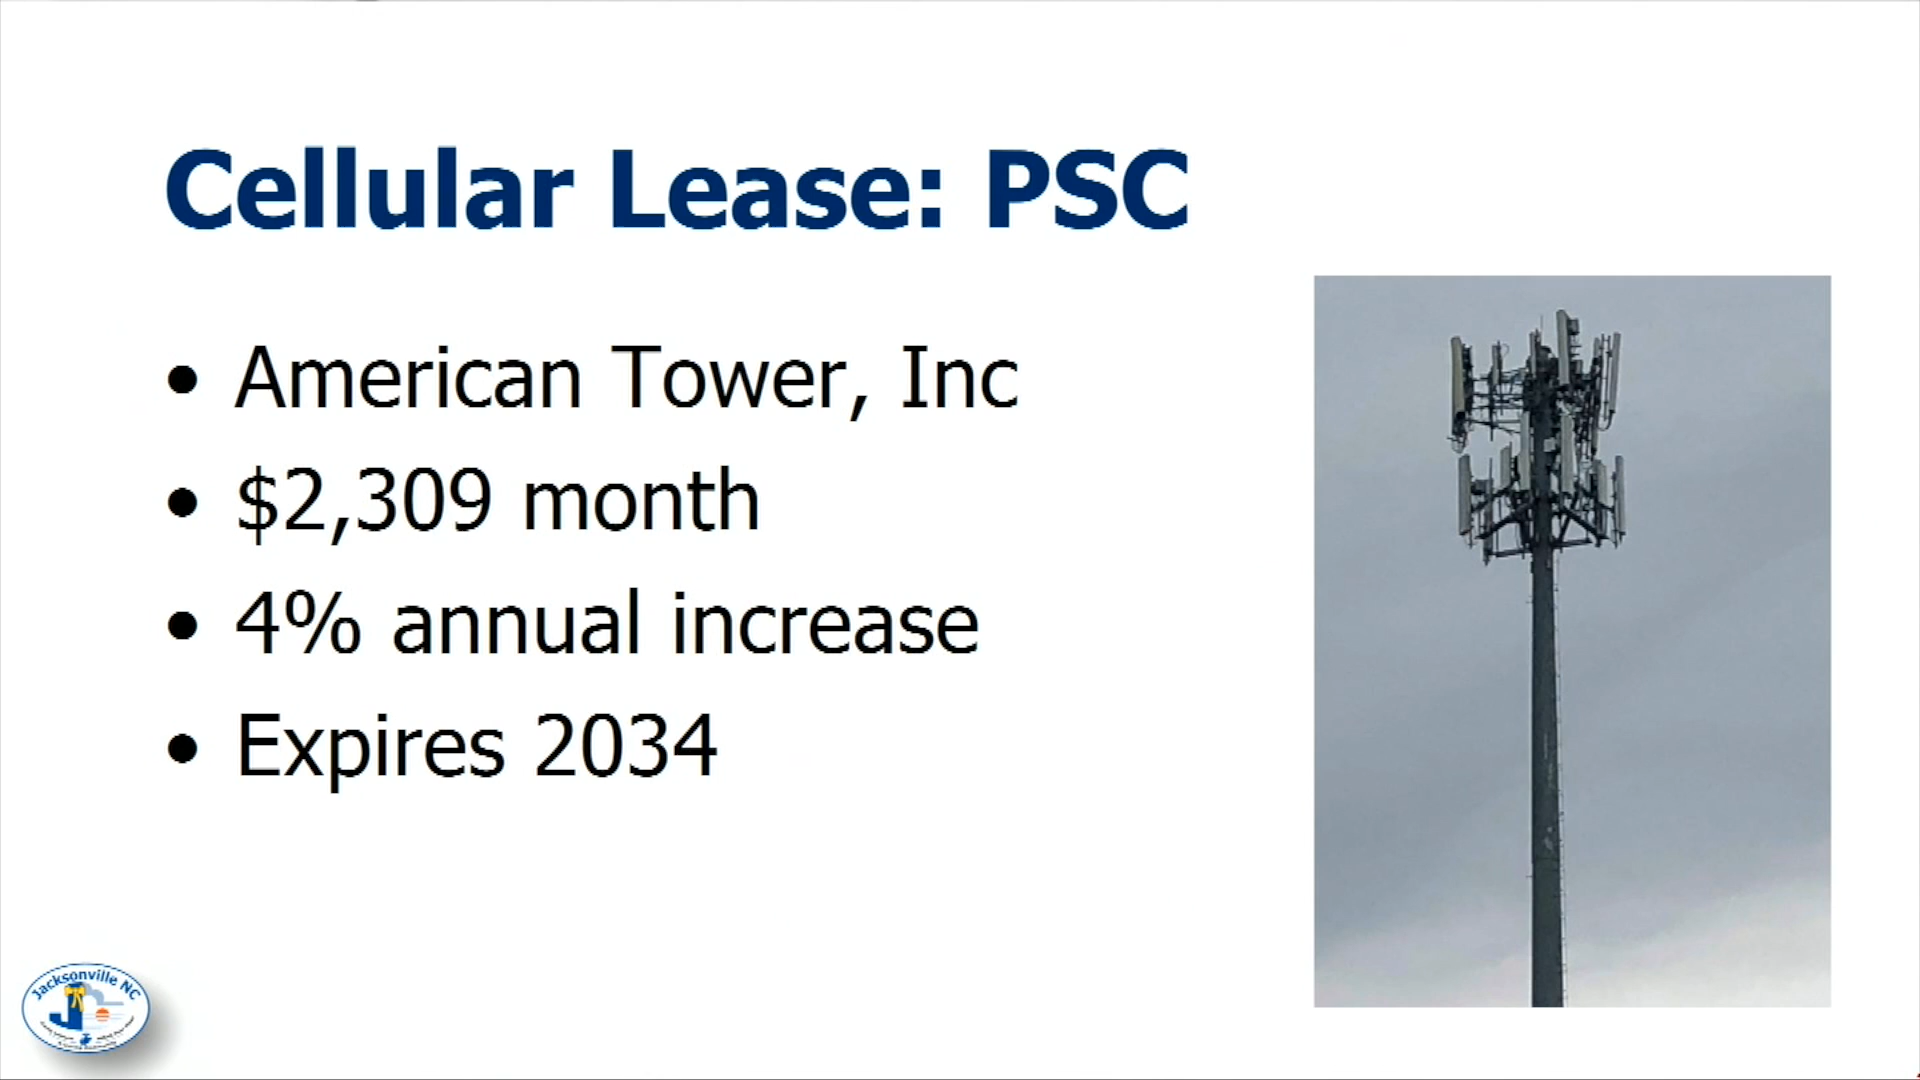 Cellular Lease: PSC
• American Tower, Inc
• $2,309 month
• 4% annual increase
• Expires 2034
Jacksonville NC